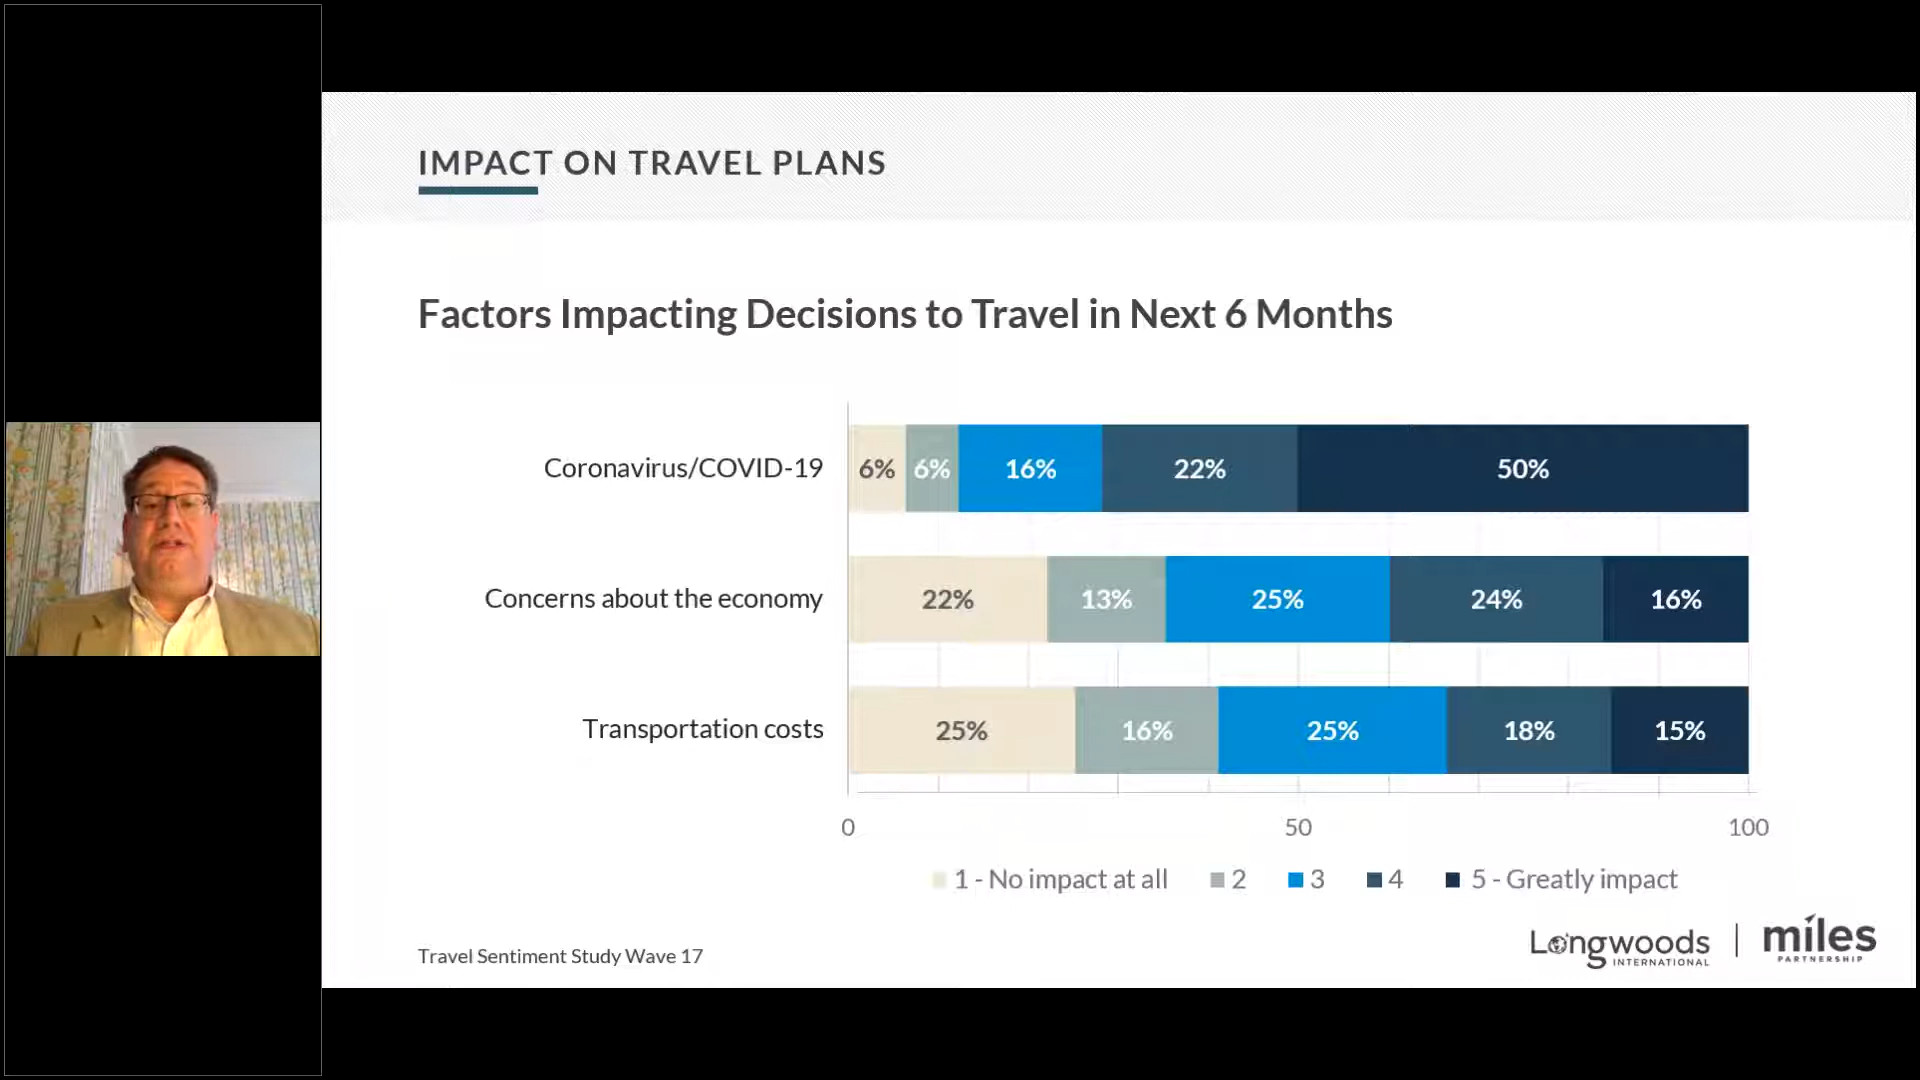 IMPACT ON TRAVEL PLANS
Factors Impacting Decisions to Travel in Next 6 Months
Coronavirus/COVID-19 6% 6% 16% 22% 50%
Concerns about the economy 22% 13% 25% 24% 16%
Transportation costs 25% 16% 25% 18% 15%
0 50 100
1 - No impact at all 2 3 4 5 - Greatly impact
Travel Sentiment Study Wave 17
Longwoods INTERNATIONAL | miles PARTNERSHIP